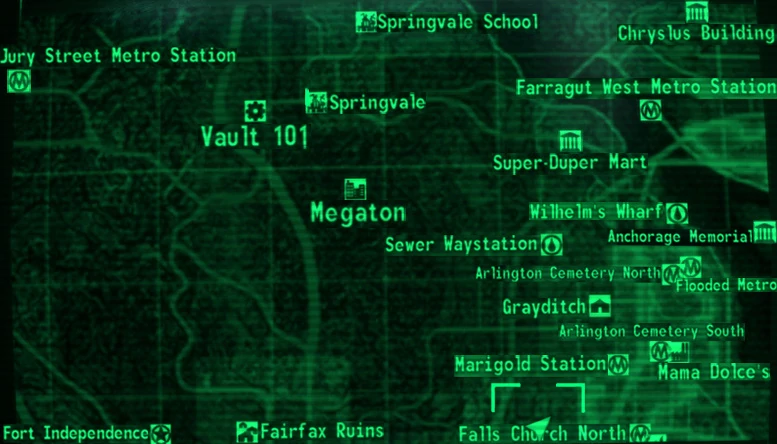 Springvale School
Chryslus Building
Jury Street Metro Station
Farragut West Metro Station
Springvale
Vault 101
Super-Duper Mart
Megaton
Wilhelm's Wharf
Anchorage Memorial
Sewer Waystation
Arlington Cemetery North
Flooded Metro
Grayditch
Arlington Cemetery South
Marigold Station
Mama Dolce's
Fort Independence
Fairfax Ruins
Falls Church North